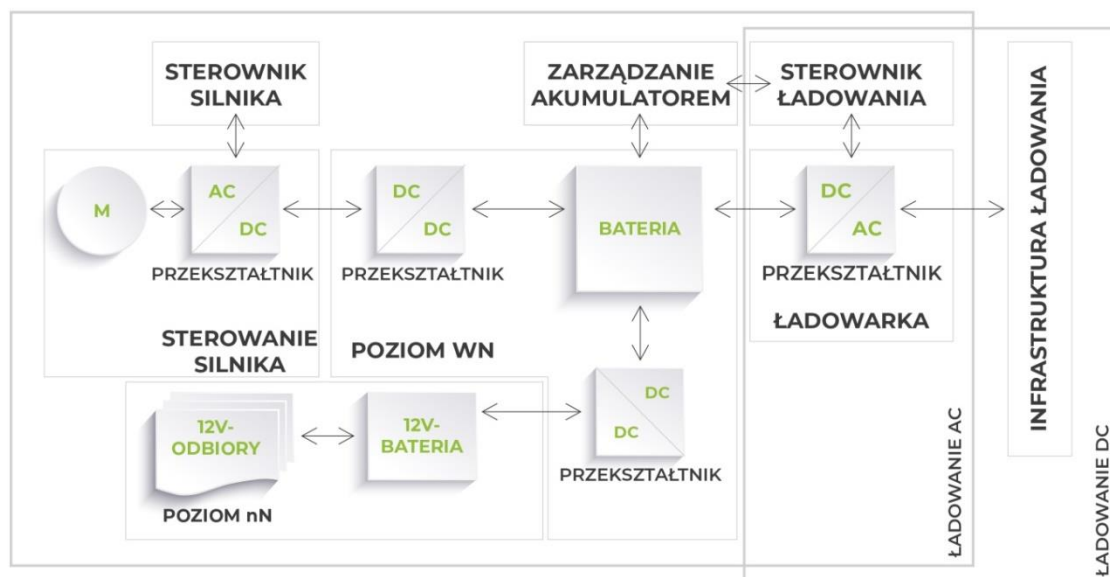 STEROWNIK
SILNIKA
ZARZĄDZANIE
AKUMULATOREM
STEROWNIK
ŁADOWANIA
M
AC
DC
PRZEKSZTAŁTNIK
DC
DC
PRZEKSZTAŁTNIK
BATERIA
DC
AC
PRZEKSZTAŁTNIK
ŁADOWARKA
STEROWANIE
SILNIKA
POZIOM WN
12V-
ODBIORY
POZIOM nN
12V-
BATERIA
DC
DC
PRZEKSZTAŁTNIK
ŁADOWANIE AC
INFRASTRUKTURA ŁADOWANIA
ŁADOWANIE DC